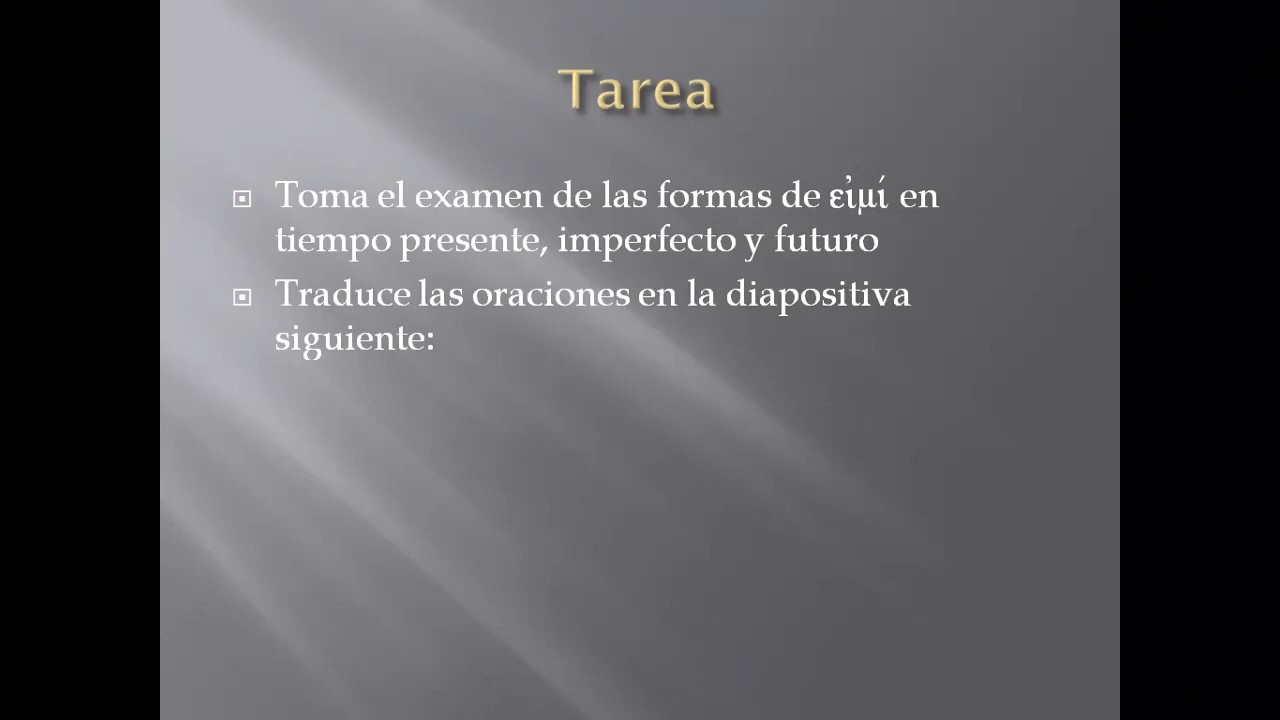 Tarea
Toma el examen de las formas de εἰμί en
tiempo presente, imperfecto y futuro
Traduce las oraciones en la diapositiva
siguiente: